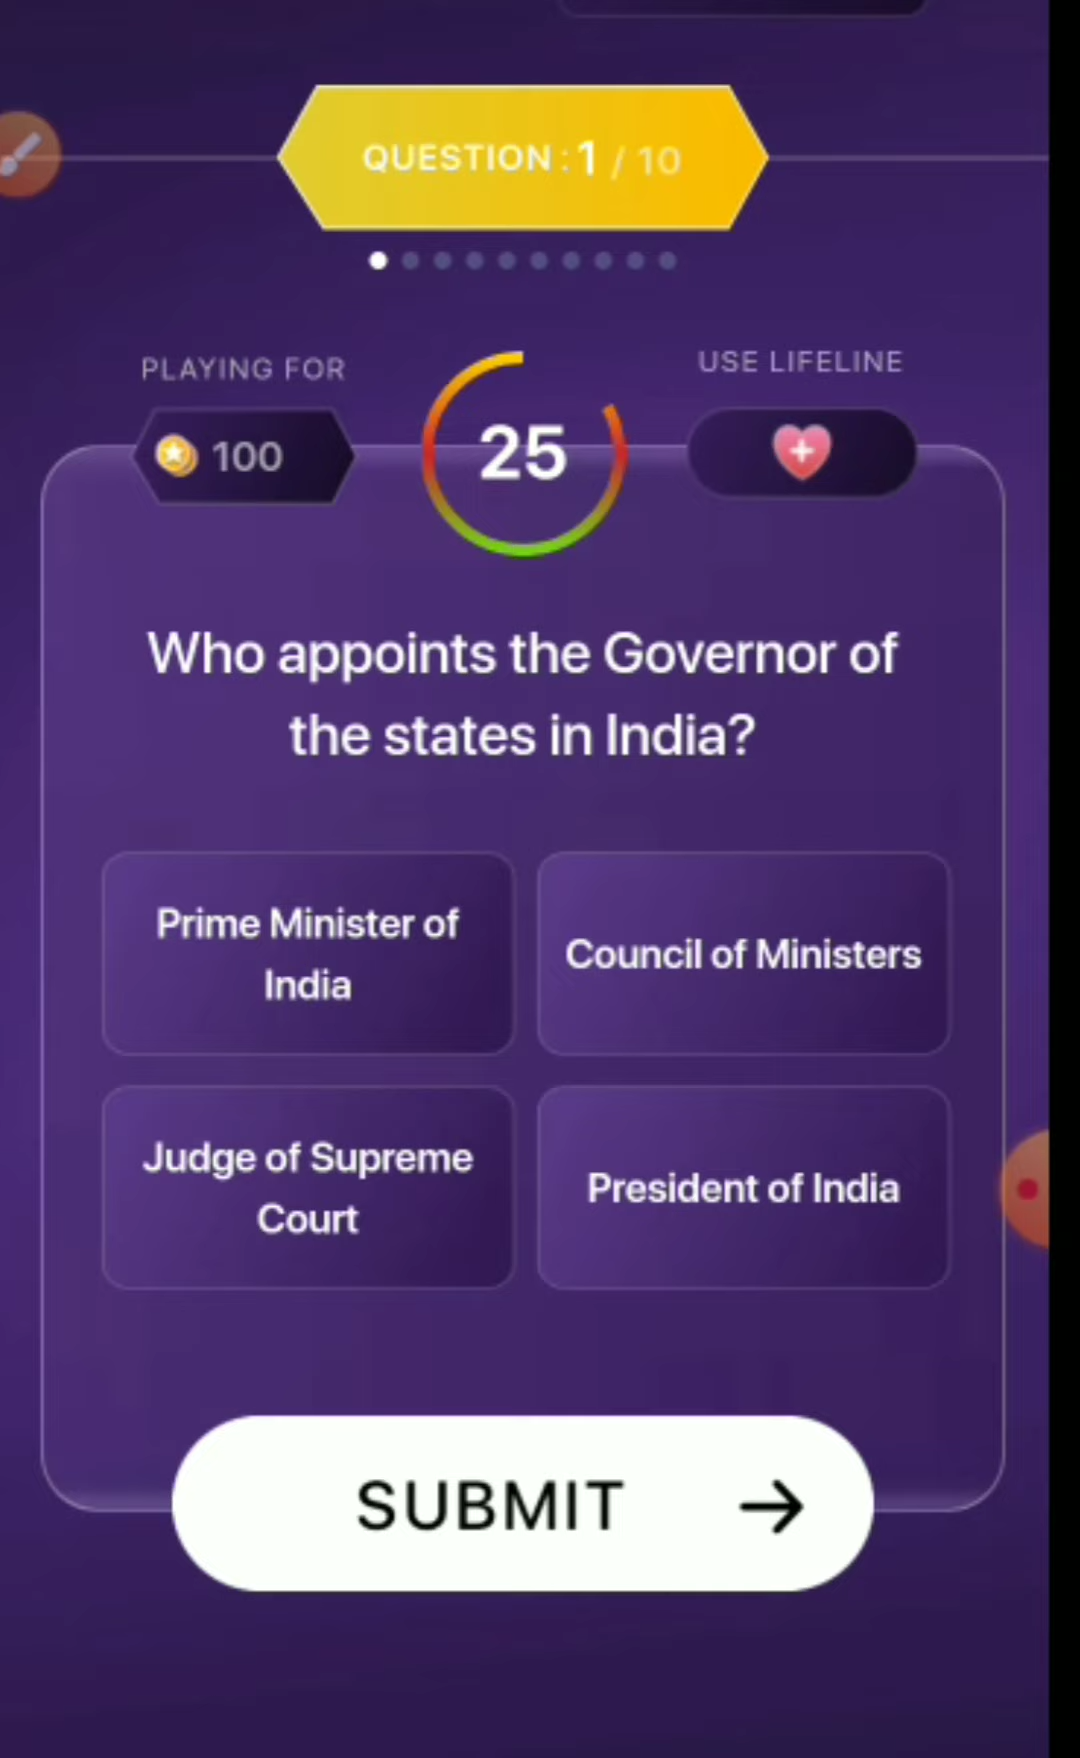 QUESTION : 1 / 10
PLAYING FOR
USE LIFELINE
100
25
Who appoints the Governor of
the states in India?
Prime Minister of
India
Council of Ministers
Judge of Supreme
Court
President of India
SUBMIT